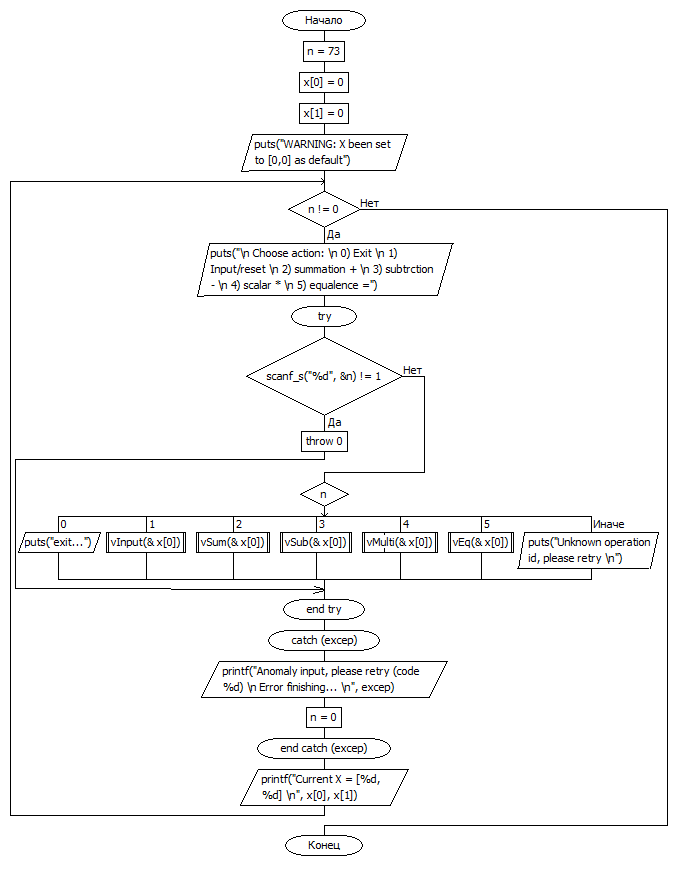 Начало
n = 73
x[0] = 0
x[1] = 0
puts("WARNING: X been set
to [0,0] as default")
n != 0
Нет
Да
puts("\n Choose action: \n 0) Exit \n 1)
Input/reset \n 2) summation + \n 3) subtrction
- \n 4) scalar * \n 5) equalence =")
try
scanf_s("%d", &n) != 1
Нет
Да
throw 0
n
0
1
2
3
4
5
Иначе
puts("exit...")
vInput(& x[0])
vSum(& x[0])
vSub(& x[0])
vMulti(& x[0])
vEq(& x[0])
puts("Unknown operation
id, please retry \n")
end try
catch (excep)
printf("Anomaly input, please retry (code
%d) \n Error finishing... \n", excep)
n = 0
end catch (excep)
printf("Current X = [%d,
%d] \n", x[0], x[1])
Конец